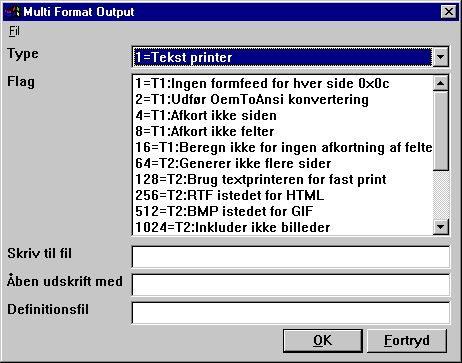 Multi Format Output
Fil
Type
1=Tekst printer
Flag
1=T1:Ingen formfeed for hver side 0x0c
2=T1:Udfør OemToAnsi konvertering
4=T1:Afkort ikke siden
8=T1:Afkort ikke felter
16=T1:Beregn ikke for ingen afkortning af felte
64=T2:Generer ikke flere sider
128=T2:Brug textprinteren for fast print
256=T2:RTF istedet for HTML
512=T2:BMP istedet for GIF
1024=T2:Inkluder ikke billeder
Skriv til fil
Åben udskrift med
Definitionsfil
OK
Fortryd